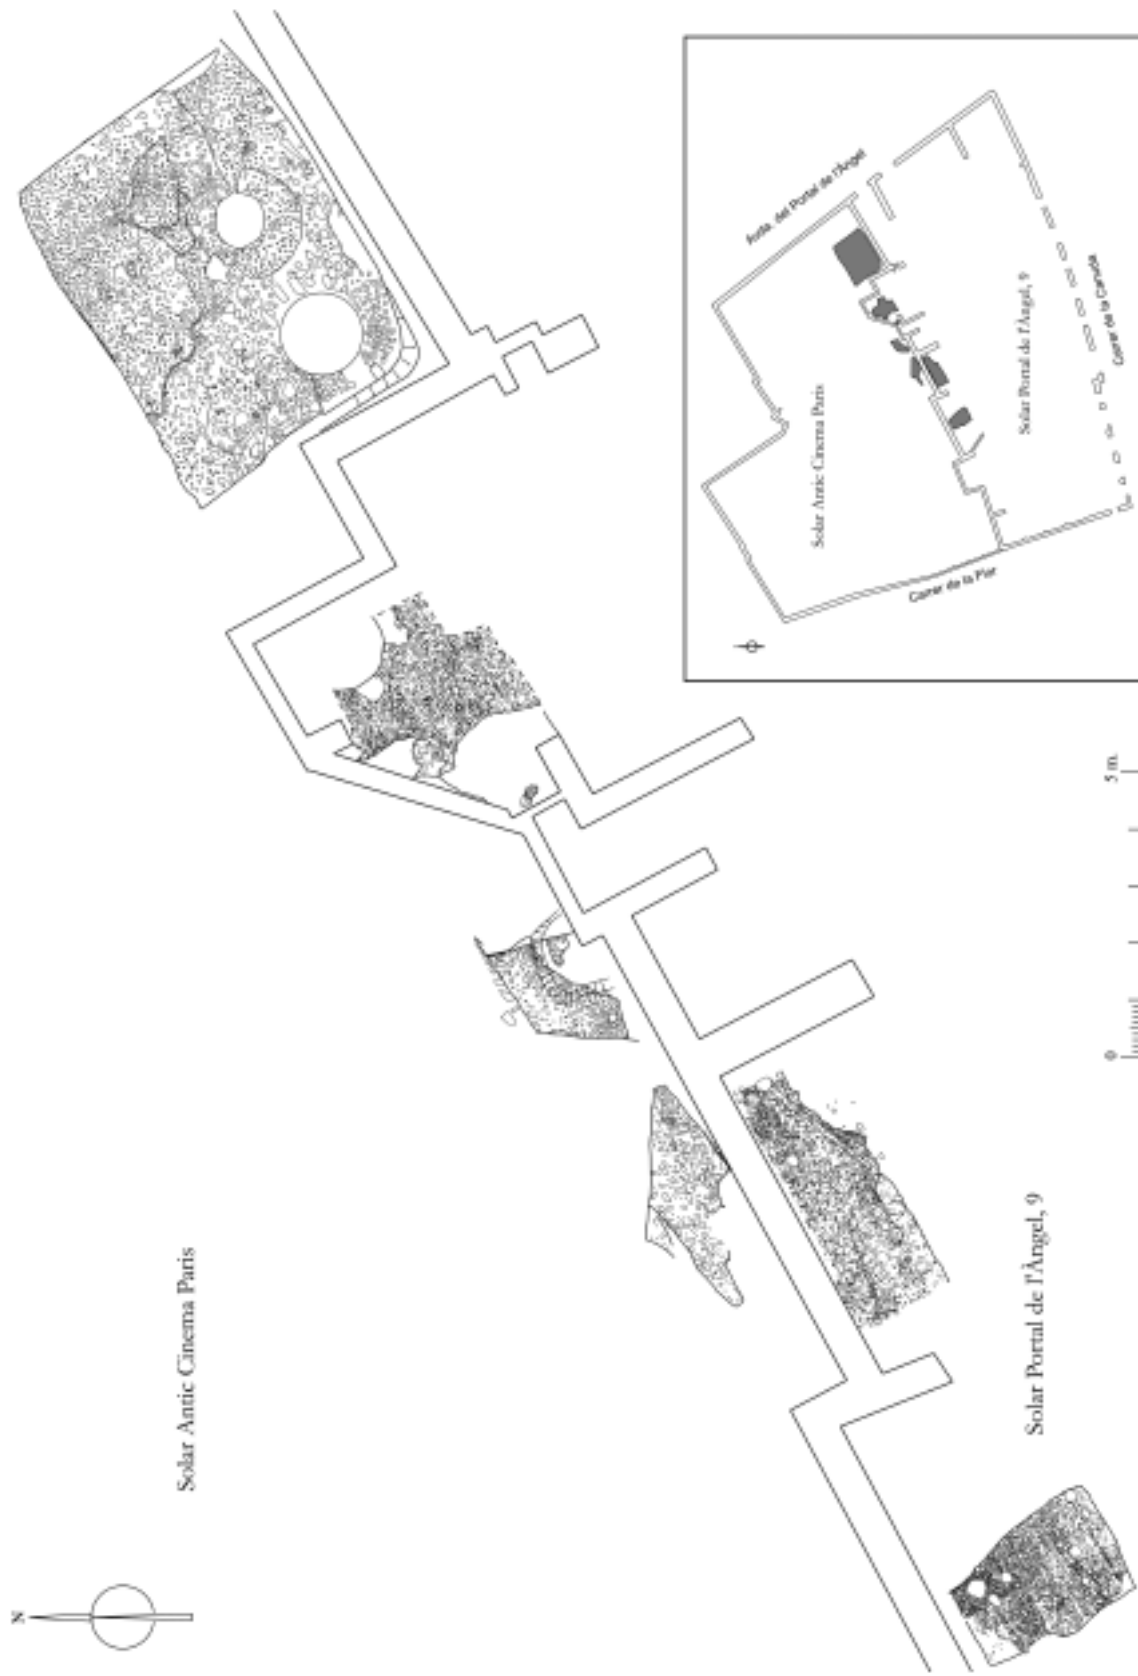 N
Solar Antic Cinema Paris
Solar Portal de l'Àngel, 9
0
5 m.
Avda. del Portal de l'Àngel
Solar Antic Cinema Paris
Solar Portal de l'Àngel, 9
Carrer de la Canuda
Carrer de la Flor